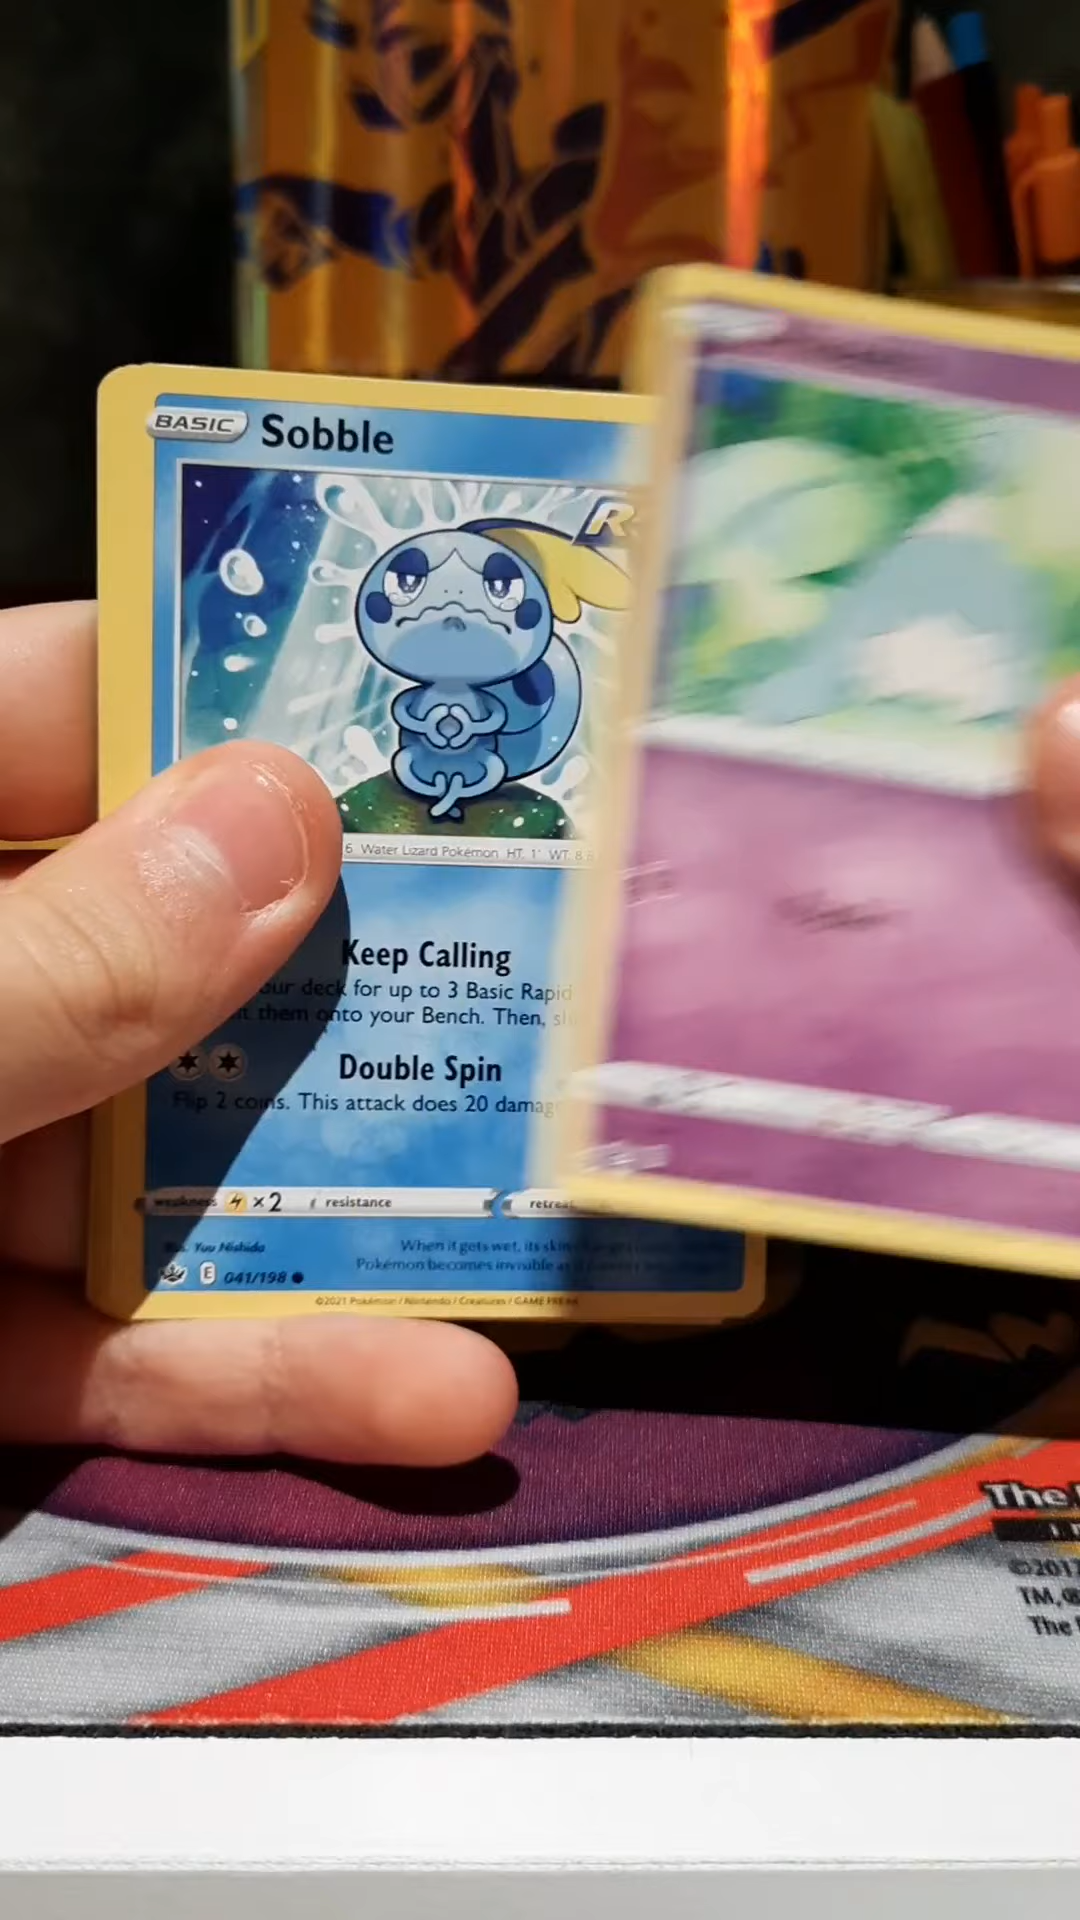 BASIC Sobble
R
6 Water Lizard Pokémon HT: 1' WT: 8.8
Keep Calling
our deck for up to 3 Basic Rapid
them onto your Bench. Then,
Double Spin
Flip 2 coins. This attack does 20 damag
weakness ×2 resistance retreat
Illus. Yuu Nishida
When it gets wet, its skin
Pokémon becomes invisible as
E 041/198
©2021 Pokémon / Nintendo / Creatures / GAME FREAK
The
©2017
TM,®
The